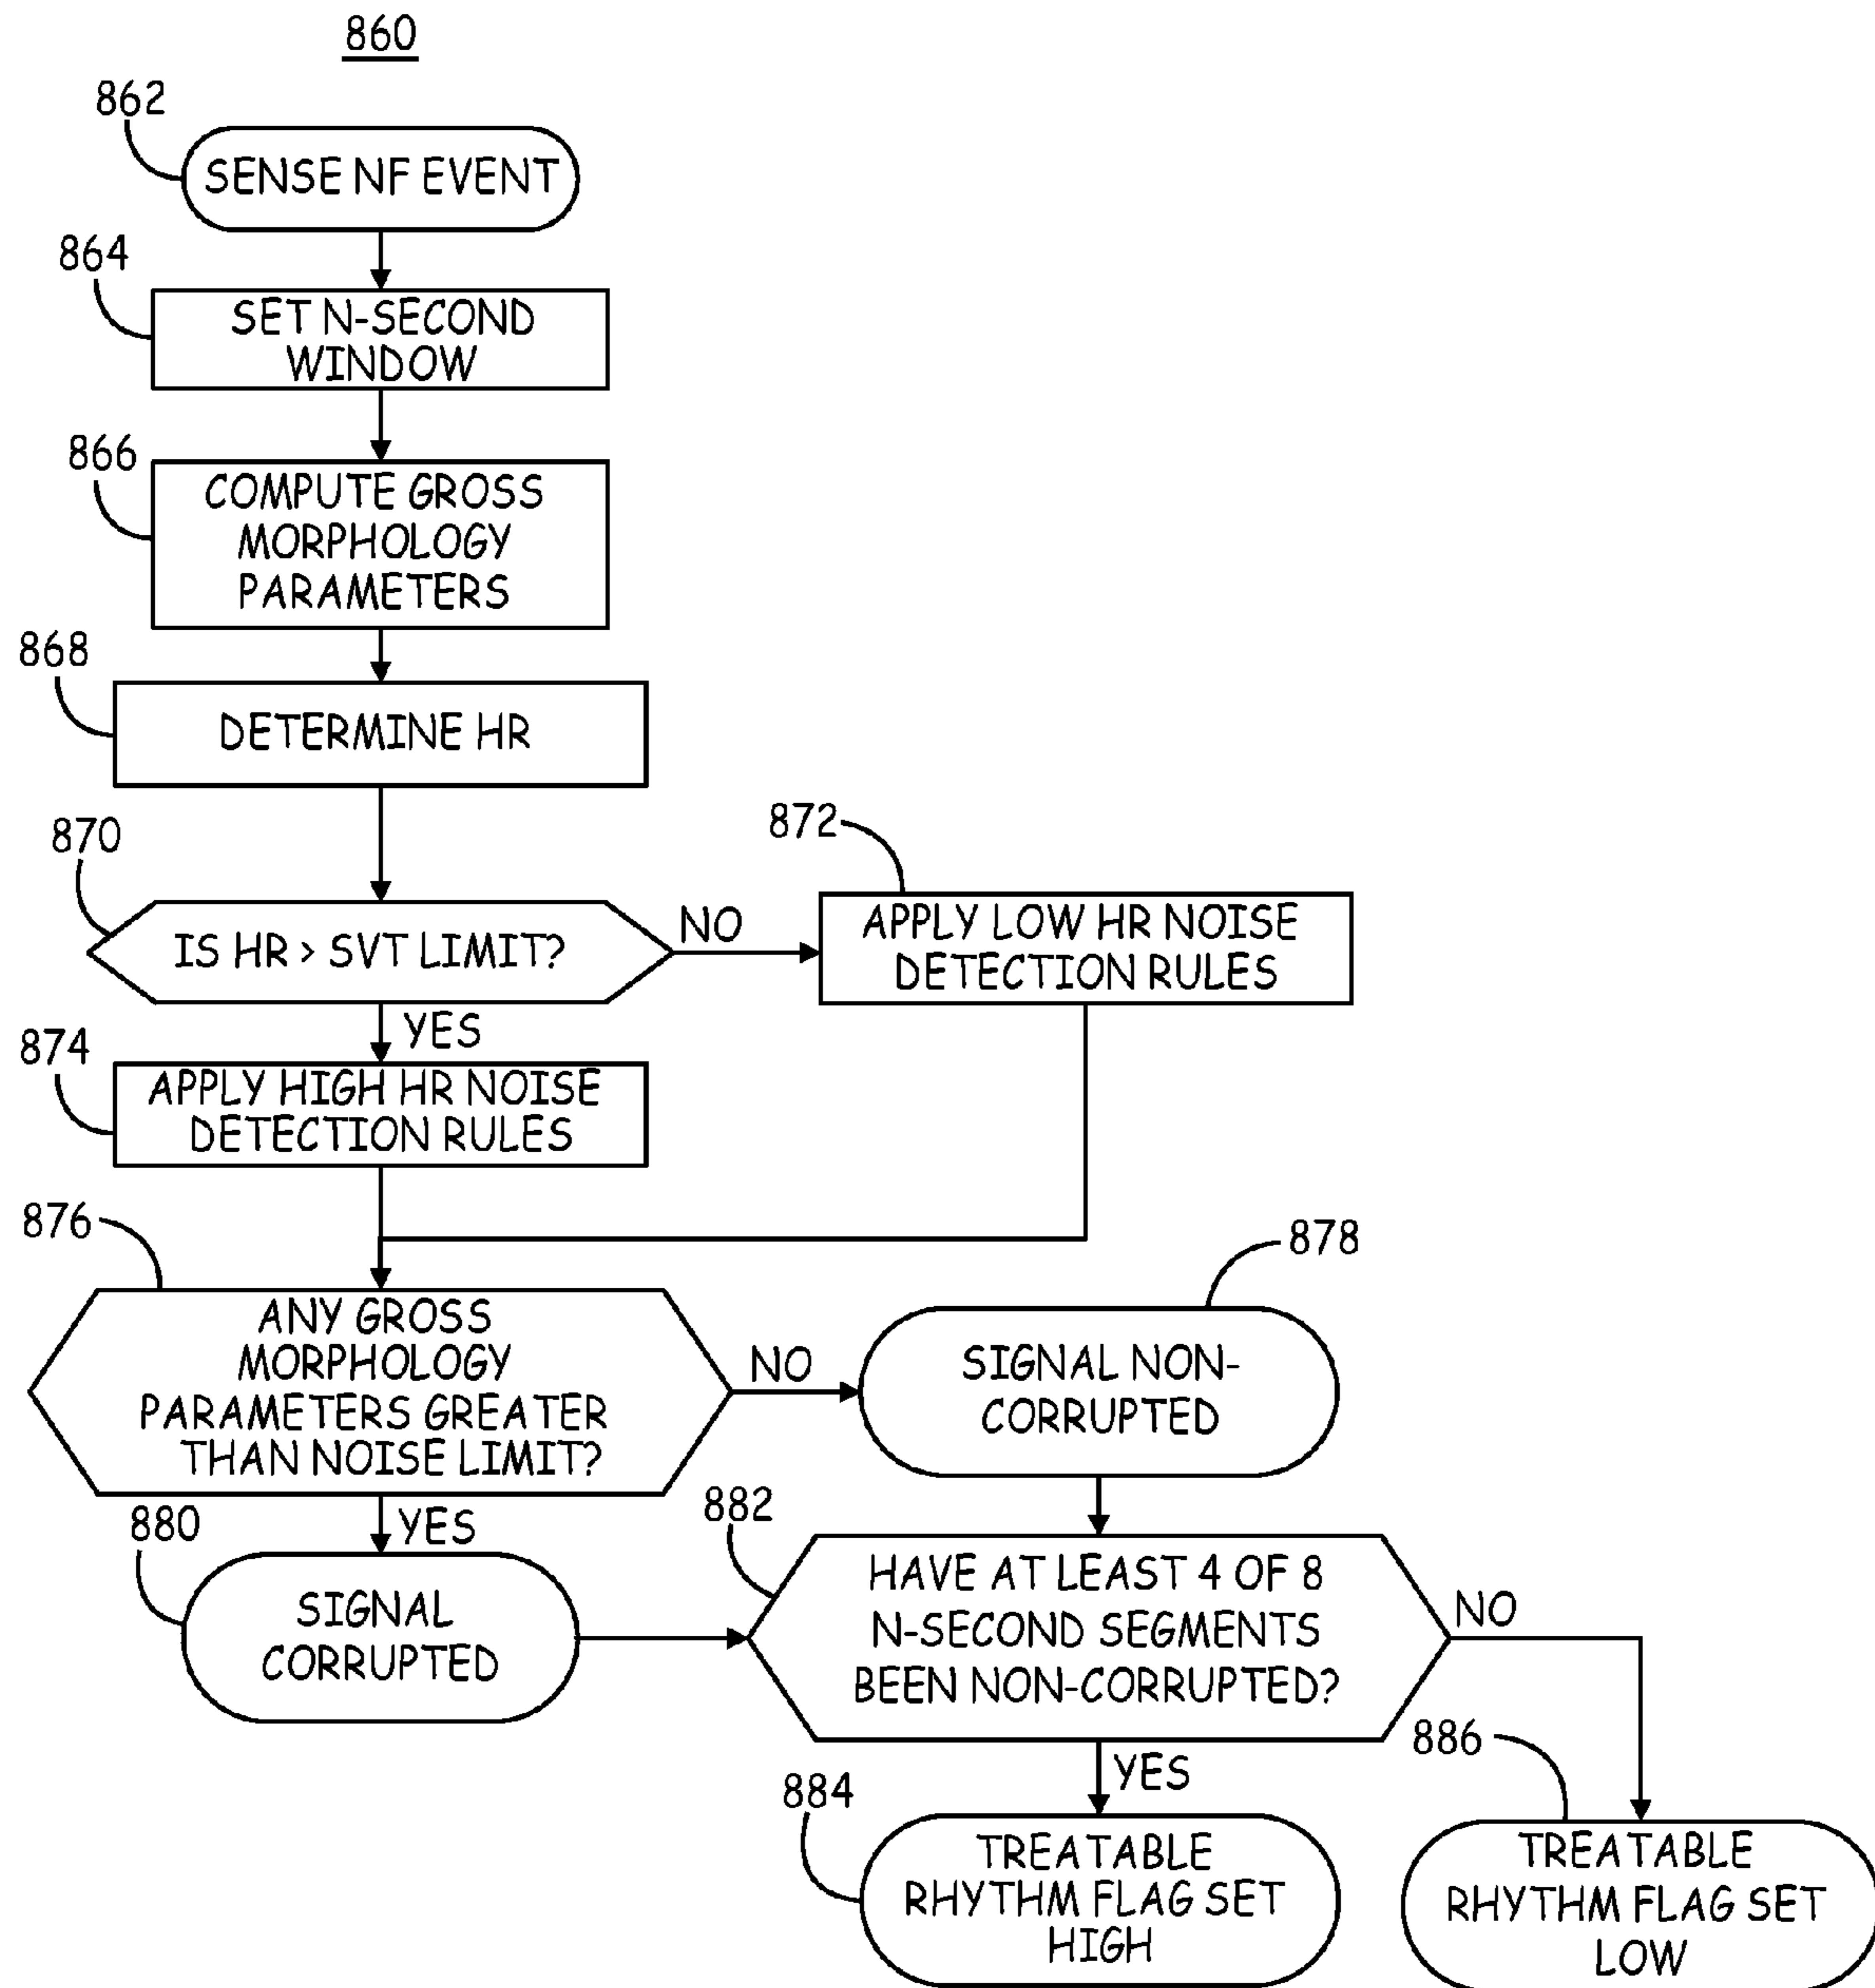 860
862
SENSE NF EVENT
864
SET N-SECOND
WINDOW
866
COMPUTE GROSS
MORPHOLOGY
PARAMETERS
868
DETERMINE HR
870
IS HR > SVT LIMIT?
NO
872
APPLY LOW HR NOISE
DETECTION RULES
YES
874
APPLY HIGH HR NOISE
DETECTION RULES
876
ANY GROSS
MORPHOLOGY
PARAMETERS GREATER
THAN NOISE LIMIT?
NO
878
SIGNAL NON-
CORRUPTED
YES
880
SIGNAL
CORRUPTED
882
HAVE AT LEAST 4 OF 8
N-SECOND SEGMENTS
BEEN NON-CORRUPTED?
NO
YES
884
TREATABLE
RHYTHM FLAG SET
HIGH
886
TREATABLE
RHYTHM FLAG SET
LOW